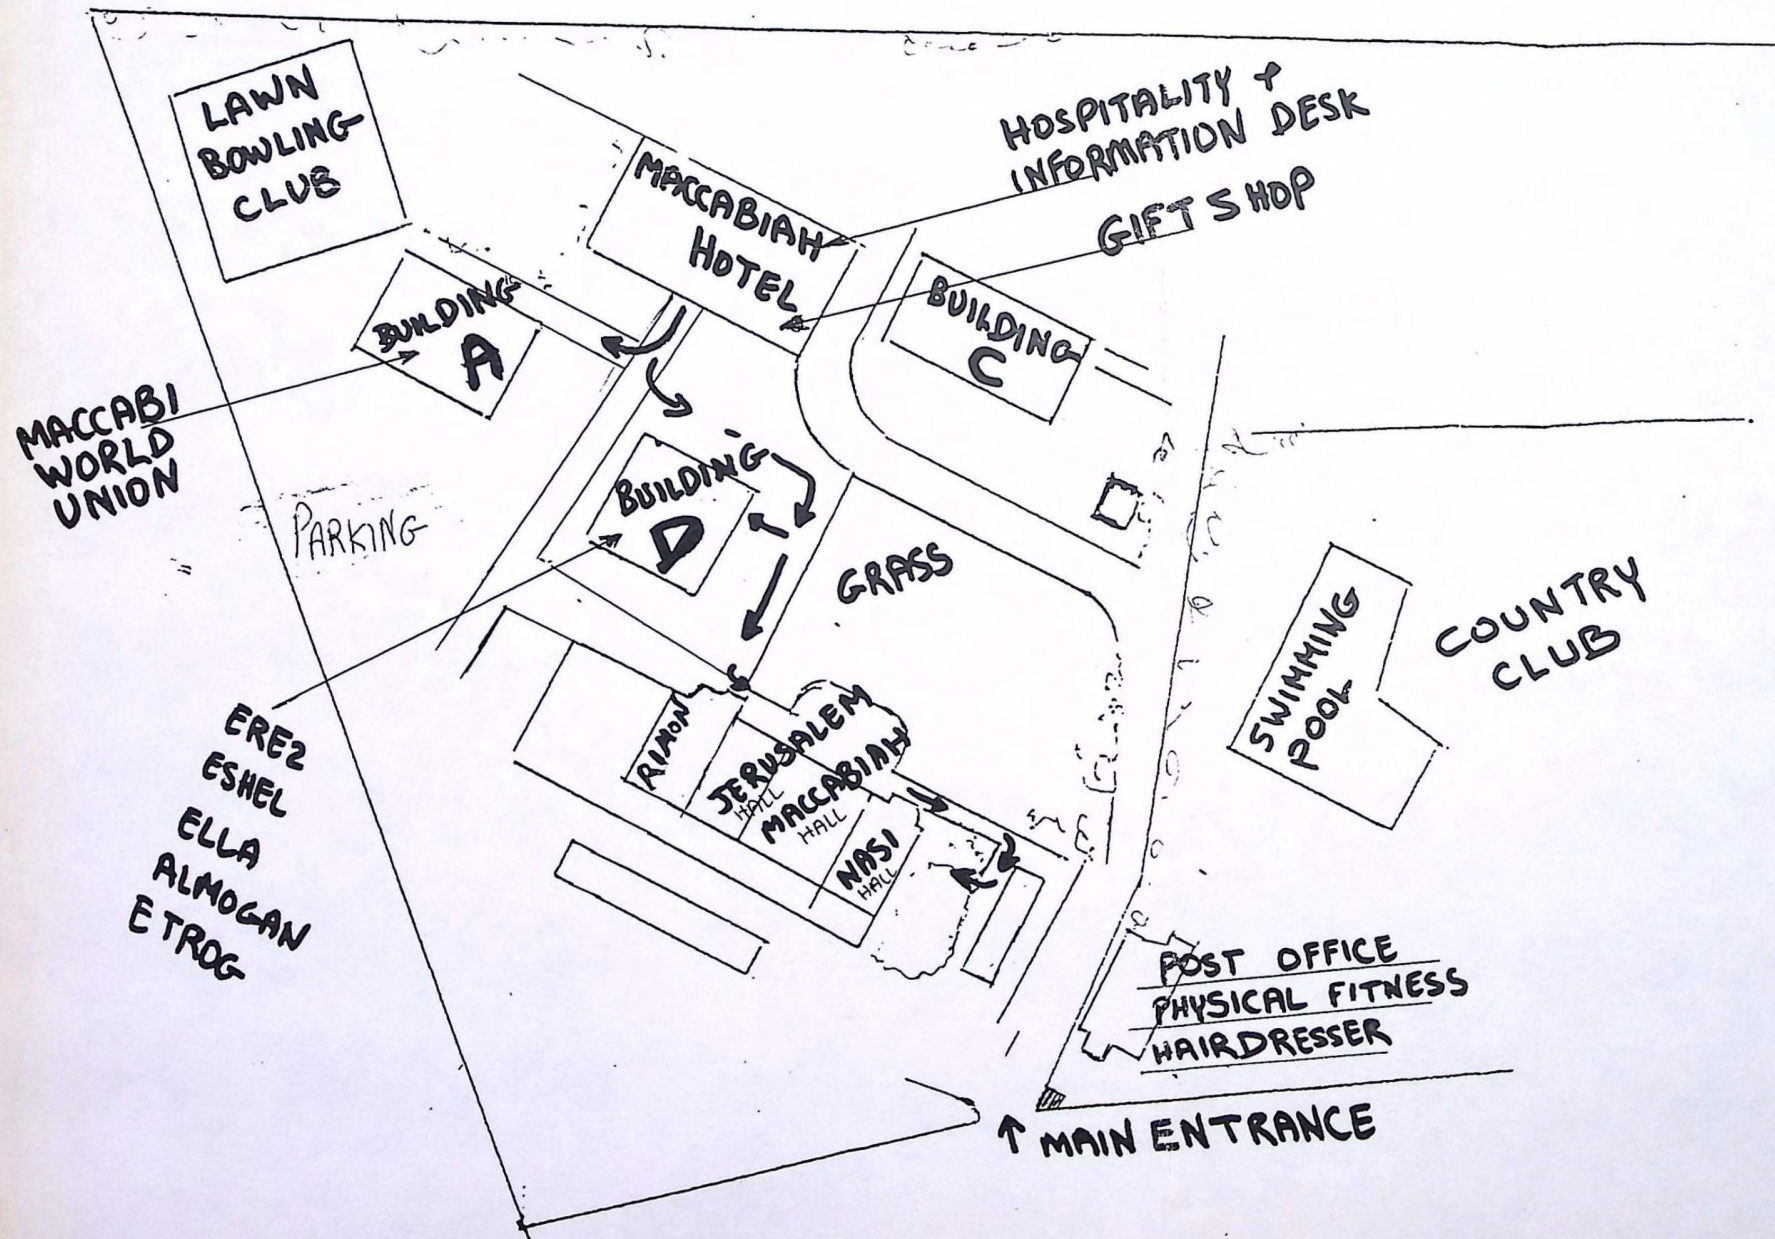 LAWN
BOWLING
CLUB
HOSPITALITY +
INFORMATION DESK
GIFT SHOP
MACCABIAH
HOTEL
BUILDING
A
BUILDING
C
MACCABI
WORLD
UNION
PARKING
BUILDING
D
GRASS
SWIMMING
POOL
COUNTRY
CLUB
EREZ
ESHEL
ELLA
ALMOGAN
ETROG
RIMON
JERUSALEM
HALL
MACCABIAH
HALL
NASI
HALL
POST OFFICE
PHYSICAL FITNESS
HAIRDRESSER
↑ MAIN ENTRANCE